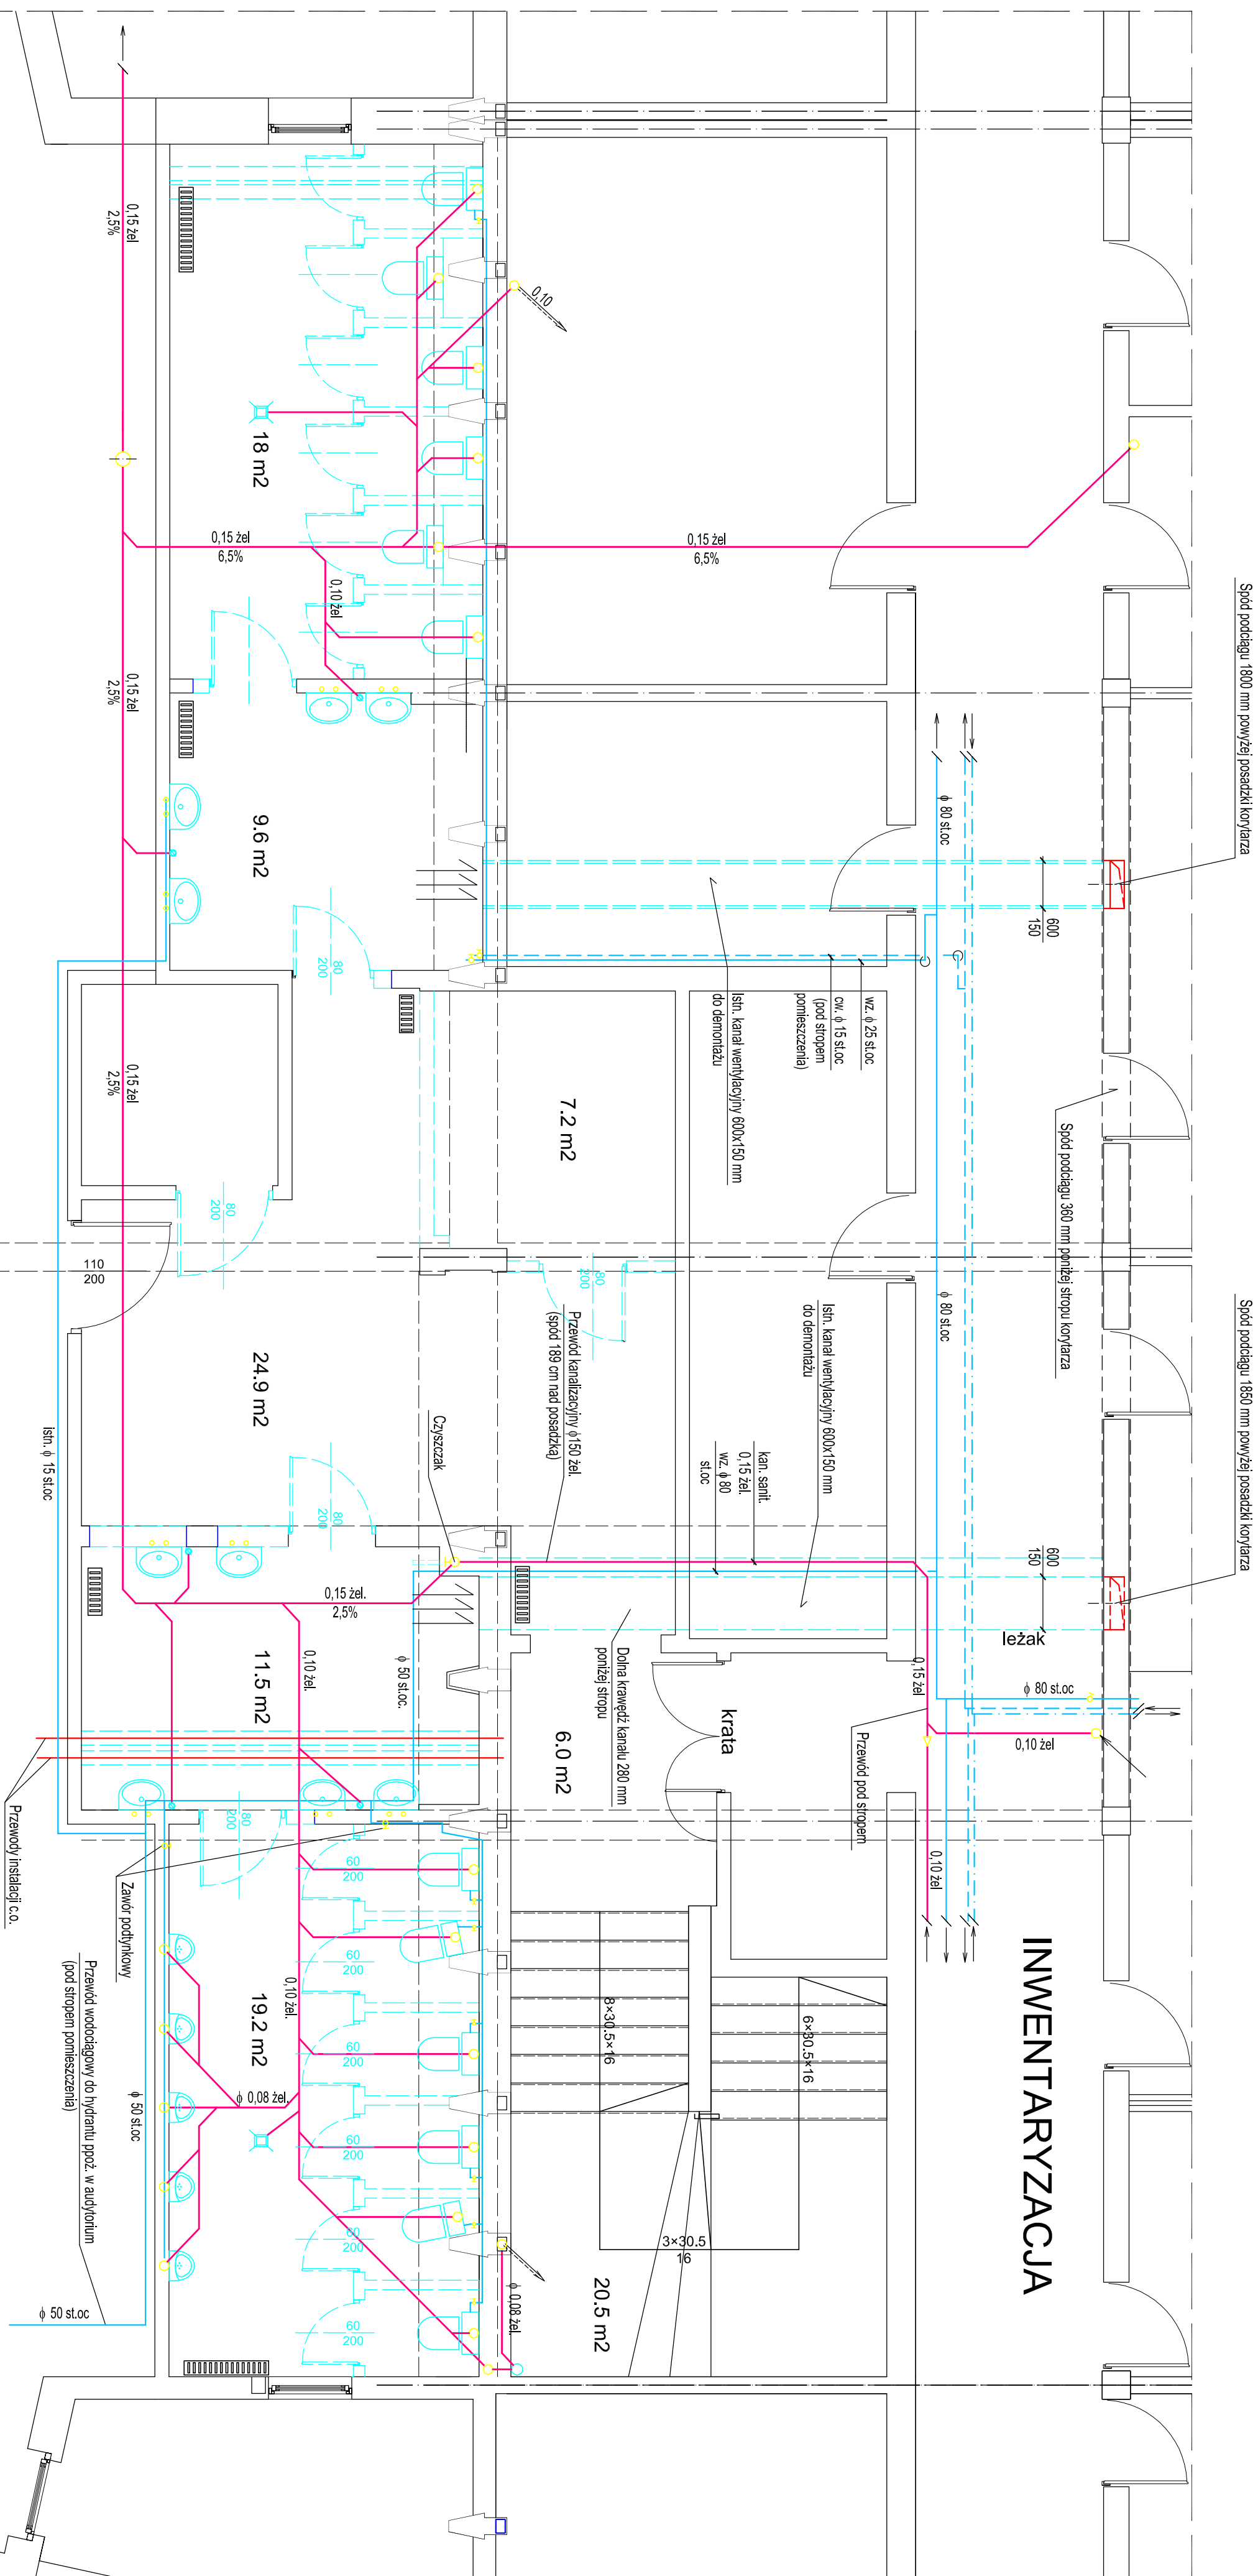 Spód podciągu 1800 mm powyżej posadzki korytarza
Spód podciągu 1850 mm powyżej posadzki korytarza
Spód podciągu 360 mm poniżej stropu korytarza
600
150
600
150
leżak
ϕ 80 st.oc
0,10 żel
INWENTARYZACJA
ϕ 80 st.oc
ϕ 80 st.oc
0,15 żel
0,10 żel
Przewód pod stropem
wz. ϕ 25 st.oc
cw. ϕ 15 st.oc
(pod stropem
pomieszczenia)
Istn. kanał wentylacyjny 600x150 mm
do demontażu
Istn. kanał wentylacyjny 600x150 mm
do demontażu
kan. sanit.
0,15 żel.
wz. ϕ 80
st.oc
krata
6×30.5×16
8×30.5×16
3×30.5
16
0,15 żel
6,5%
0,10
7.2 m2
80
200
Przewód kanalizacyjny ϕ150 żel.
(spód 189 cm nad posadzką)
Czyszczak
Dolna krawędź kanału 280 mm
poniżej stropu
6.0 m2
20.5 m2
ϕ 0,08 żel.
18 m2
0,15 żel
6,5%
0,10 żel
9.6 m2
80
200
80
200
24.9 m2
80
200
0,15 żel.
2,5%
0,10 żel.
ϕ 50 st.oc.
11.5 m2
80
200
60
200
60
200
60
200
60
200
60
200
60
200
0,10 żel.
19.2 m2
ϕ 0,08 żel.
0,15 żel
2,5%
0,15 żel
2,5%
0,15 żel
2,5%
110
200
istn. ϕ 15 st.oc
Przewody instalacji c.o.
Zawór podtynkowy
Przewód wodociągowy do hydrantu ppoż. w audytorium
(pod stropem pomieszczenia)
ϕ 50 st.oc
ϕ 50 st.oc